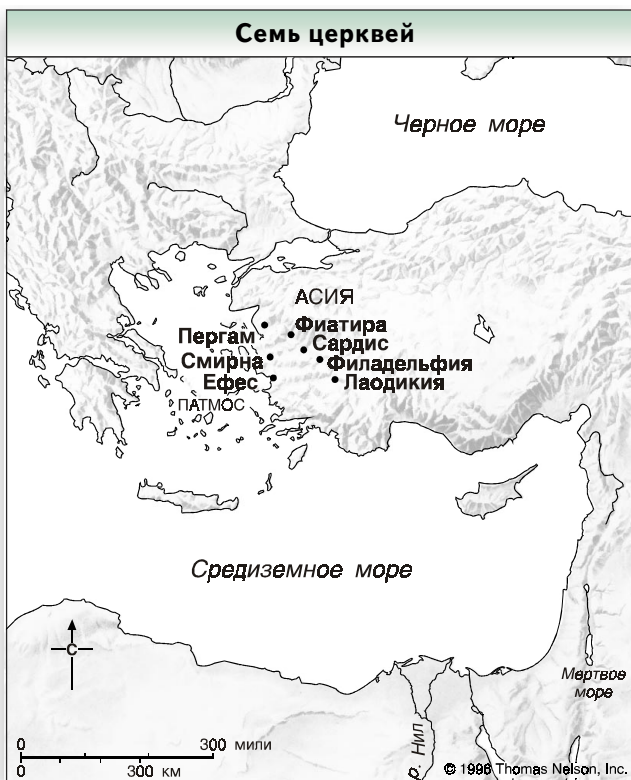 Семь церквей
Черное море
АСИЯ
Фиатира
Пергам
Сардис
Смирна
Филадельфия
Ефес
Лаодикия
ПАТМОС
Средиземное море
С
Мертвое
море
0 300 мили
0 300 км
р. Нил
© 1996 Thomas Nelson, Inc.